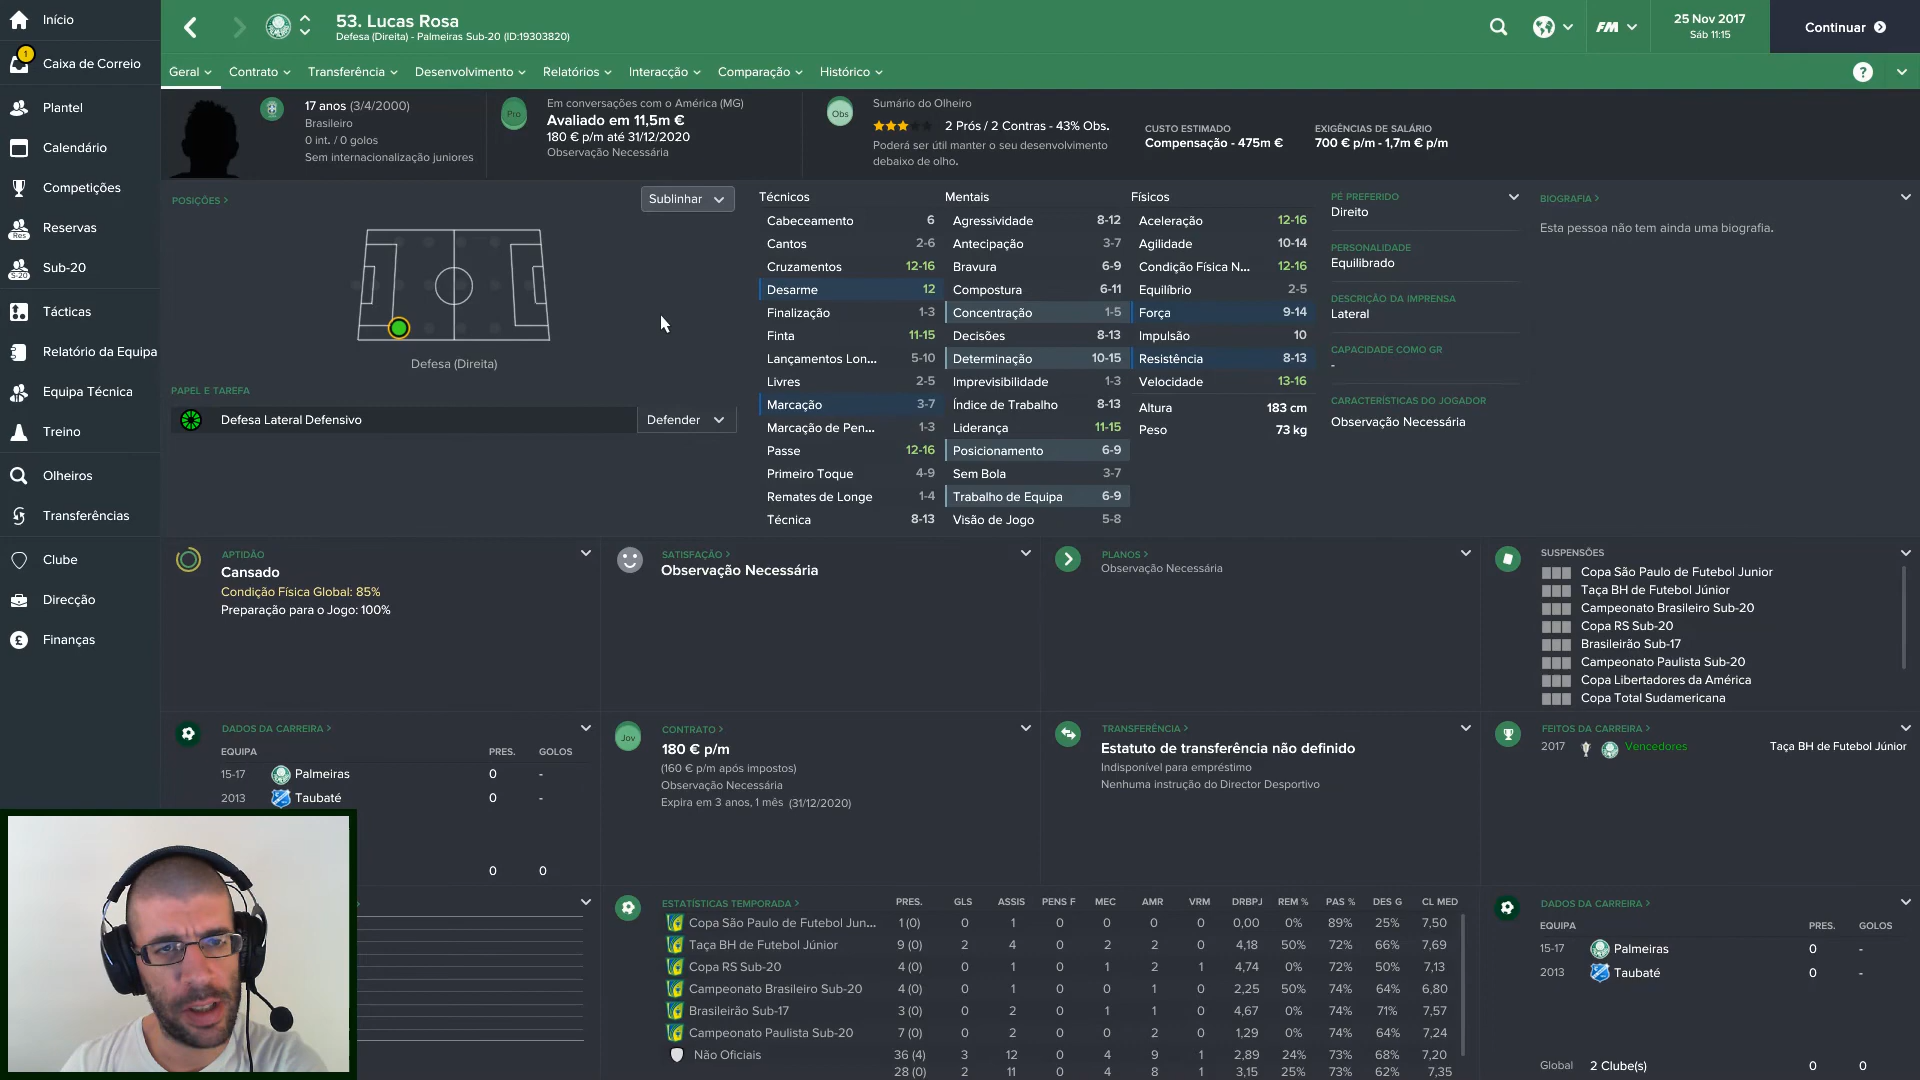 Início
53. Lucas Rosa
Defesa (Direita) - Palmeiras Sub-20 (ID:19303820)
FM
25 Nov 2017
Sáb 11:15
Continuar
1
Caixa de Correio
Geral
Contrato
Transferência
Desenvolvimento
Relatórios
Interacção
Comparação
Histórico
?
Plantel
Calendário
Competições
Reservas
Sub-20
Tácticas
Relatório da Equipa
Equipa Técnica
Treino
Olheiros
Transferências
Clube
Direcção
Finanças
17 anos (3/4/2000)
Brasileiro
0 int. / 0 golos
Sem internacionalização juniores
Pro
Em conversações com o América (MG)
Avaliado em 11,5m €
180 € p/m até 31/12/2020
Observação Necessária
Obs
Sumário do Olheiro
2 Prós / 2 Contras - 43% Obs.
Poderá ser útil manter o seu desenvolvimento
debaixo de olho.
CUSTO ESTIMADO
Compensação - 475m €
EXIGÊNCIAS DE SALÁRIO
700 € p/m - 1,7m € p/m
POSIÇÕES >
Sublinhar
Defesa (Direita)
PAPEL E TAREFA
Defesa Lateral Defensivo
Defender
Técnicos
Cabeceamento 6
Cantos 2-6
Cruzamentos 12-16
Desarme 12
Finalização 1-3
Finta 11-15
Lançamentos Lon... 5-10
Livres 2-5
Marcação 3-7
Marcação de Pen... 1-3
Passe 12-16
Primeiro Toque 4-9
Remates de Longe 1-4
Técnica 8-13
Mentais
Agressividade 8-12
Antecipação 3-7
Bravura 6-9
Compostura 6-11
Concentração 1-5
Decisões 8-13
Determinação 10-15
Imprevisibilidade 1-3
Índice de Trabalho 8-13
Liderança 11-15
Posicionamento 6-9
Sem Bola 3-7
Trabalho de Equipa 6-9
Visão de Jogo 5-8
Físicos
Aceleração 12-16
Agilidade 10-14
Condição Física N... 12-16
Equilíbrio 2-5
Força 9-14
Impulsão 10
Resistência 8-13
Velocidade 13-16
Altura 183 cm
Peso 73 kg
PÉ PREFERIDO
Direito
PERSONALIDADE
Equilibrado
DESCRIÇÃO DA IMPRENSA
Lateral
CAPACIDADE COMO GR
-
CARACTERÍSTICAS DO JOGADOR
Observação Necessária
BIOGRAFIA >
Esta pessoa não tem ainda uma biografia.
APTIDÃO
Cansado
Condição Física Global: 85%
Preparação para o Jogo: 100%
SATISFAÇÃO >
Observação Necessária
PLANOS >
Observação Necessária
SUSPENSÕES
Copa São Paulo de Futebol Junior
Taça BH de Futebol Júnior
Campeonato Brasileiro Sub-20
Copa RS Sub-20
Brasileirão Sub-17
Campeonato Paulista Sub-20
Copa Libertadores da América
Copa Total Sudamericana
DADOS DA CARREIRA >
EQUIPA PRES. GOLOS
15-17 Palmeiras 0 -
2013 Taubaté 0 -
0 0
Jov
CONTRATO >
180 € p/m
(160 € p/m após impostos)
Observação Necessária
Expira em 3 anos, 1 mês (31/12/2020)
TRANSFERÊNCIA >
Estatuto de transferência não definido
Indisponível para empréstimo
Nenhuma instrução do Director Desportivo
FEITOS DA CARREIRA >
2017 Vencedores Taça BH de Futebol Júnior
ESTATÍSTICAS TEMPORADA > PRES. GLS ASSIS PENS F MEC AMR VRM DRBPJ REM % PAS % DES G CL MED
Copa São Paulo de Futebol Jun... 1 (0) 0 1 0 0 0 0 0,00 0% 89% 25% 7,50
Taça BH de Futebol Júnior 9 (0) 2 4 0 2 2 0 4,18 50% 72% 66% 7,69
Copa RS Sub-20 4 (0) 0 1 0 1 2 1 4,74 0% 72% 50% 7,13
Campeonato Brasileiro Sub-20 4 (0) 0 1 0 0 1 0 2,25 50% 74% 64% 6,80
Brasileirão Sub-17 3 (0) 0 2 0 1 1 0 4,67 0% 74% 71% 7,57
Campeonato Paulista Sub-20 7 (0) 0 2 0 0 2 0 1,29 0% 74% 64% 7,24
Não Oficiais 36 (4) 3 12 0 4 9 1 2,89 24% 73% 68% 7,20
28 (0) 2 11 0 4 8 1 3,15 25% 73% 62% 7,35
DADOS DA CARREIRA >
EQUIPA PRES. GOLOS
15-17 Palmeiras 0 -
2013 Taubaté 0 -
Global 2 Clube(s) 0 0